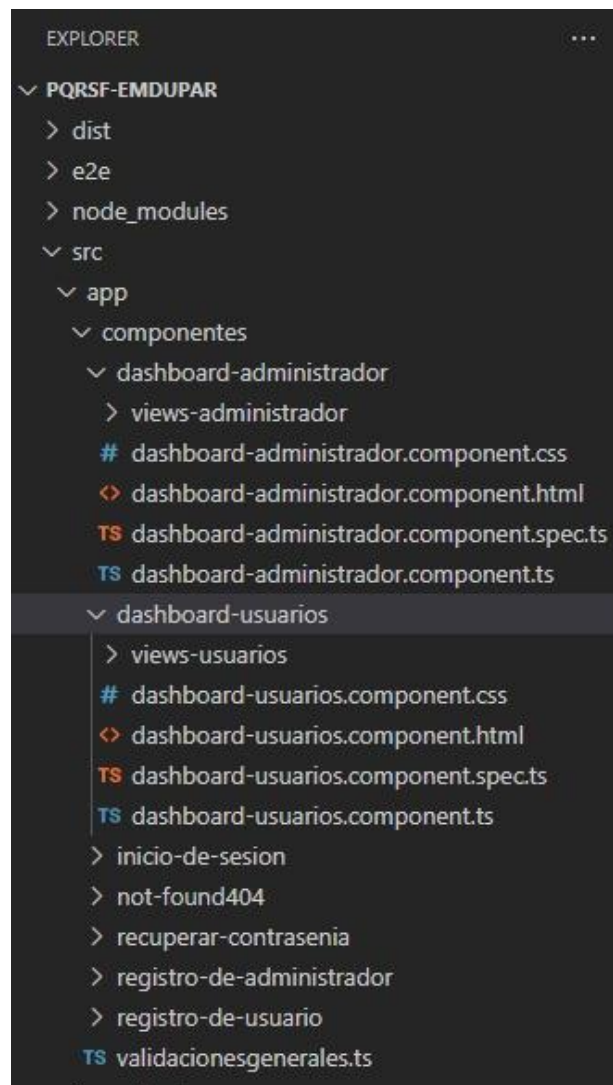 EXPLORER ...
PQRSF-EMDUPAR
dist
e2e
node_modules
src
app
componentes
dashboard-administrador
views-administrador
# dashboard-administrador.component.css
<> dashboard-administrador.component.html
TS dashboard-administrador.component.spec.ts
TS dashboard-administrador.component.ts
dashboard-usuarios
views-usuarios
# dashboard-usuarios.component.css
<> dashboard-usuarios.component.html
TS dashboard-usuarios.component.spec.ts
TS dashboard-usuarios.component.ts
inicio-de-sesion
not-found404
recuperar-contrasenia
registro-de-administrador
registro-de-usuario
TS validacionesgenerales.ts